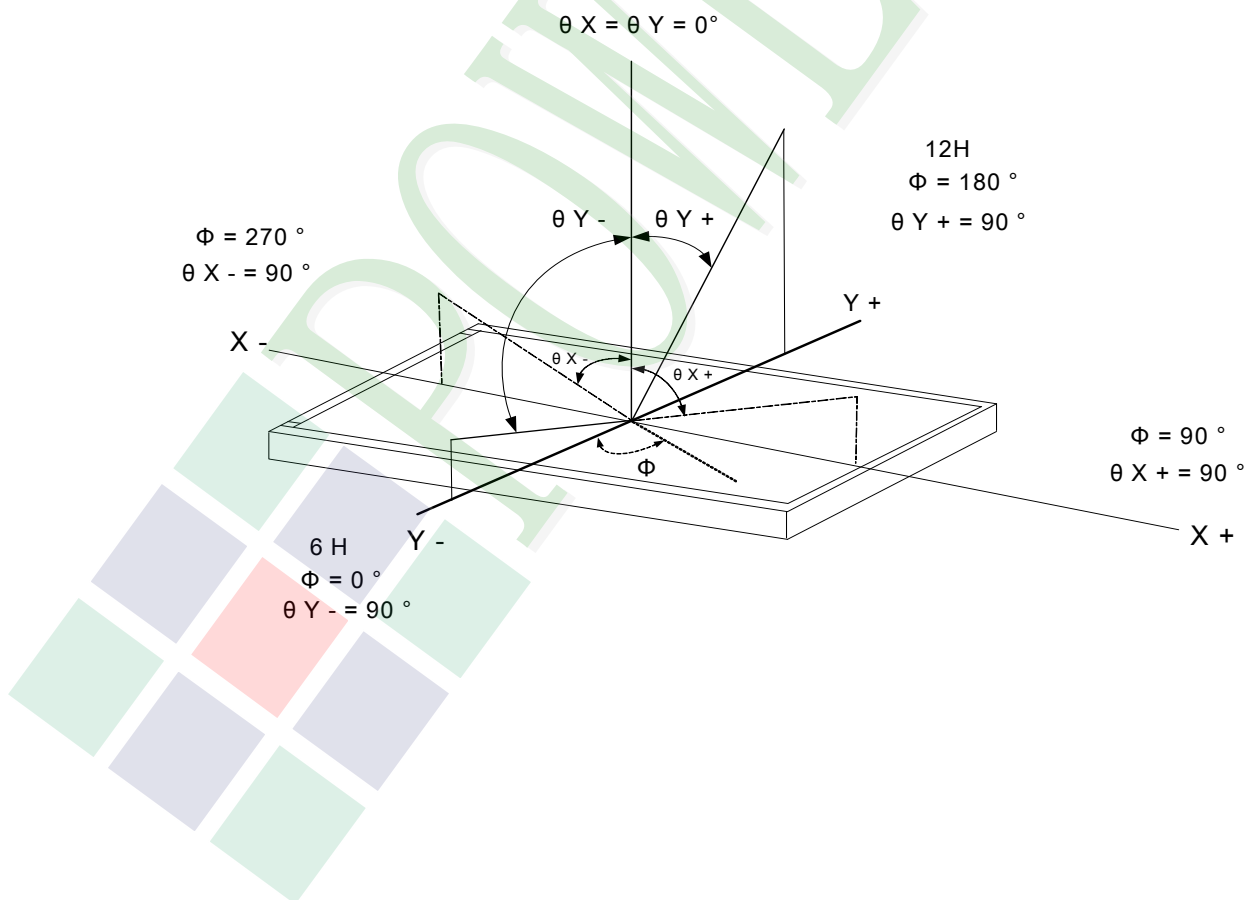 θ X = θ Y = 0°
12H
Φ = 180 °
θ Y + = 90 °
θ Y - θ Y +
Φ = 270 °
θ X - = 90 °
Y +
X -
θ X - θ X +
Φ = 90 °
θ X + = 90 °
Φ
X +
Y -
6 H
Φ = 0 °
θ Y - = 90 °